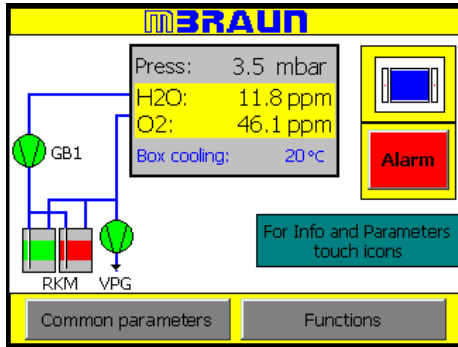 MBRAUN
Press: 3.5 mbar
H2O: 11.8 ppm
O2: 46.1 ppm
Box cooling: 20°C
GB1
Alarm
For Info and Parameters
touch icons
RKM VPG
Common parameters Functions